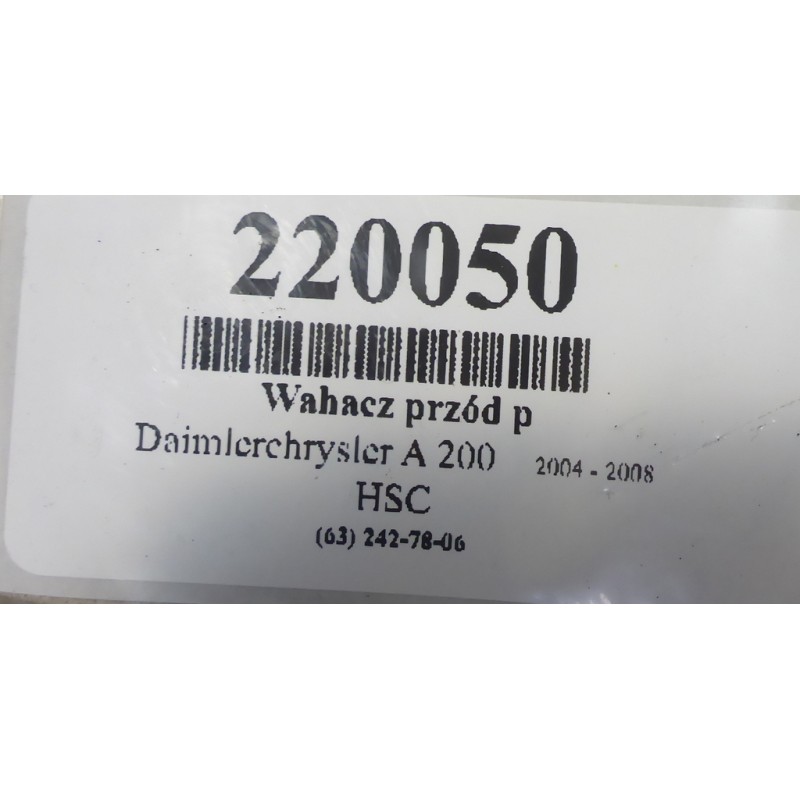 220050
Wahacz przód p
Daimlerchrysler A 200 2004 - 2008
HSC
(63) 242-78-06